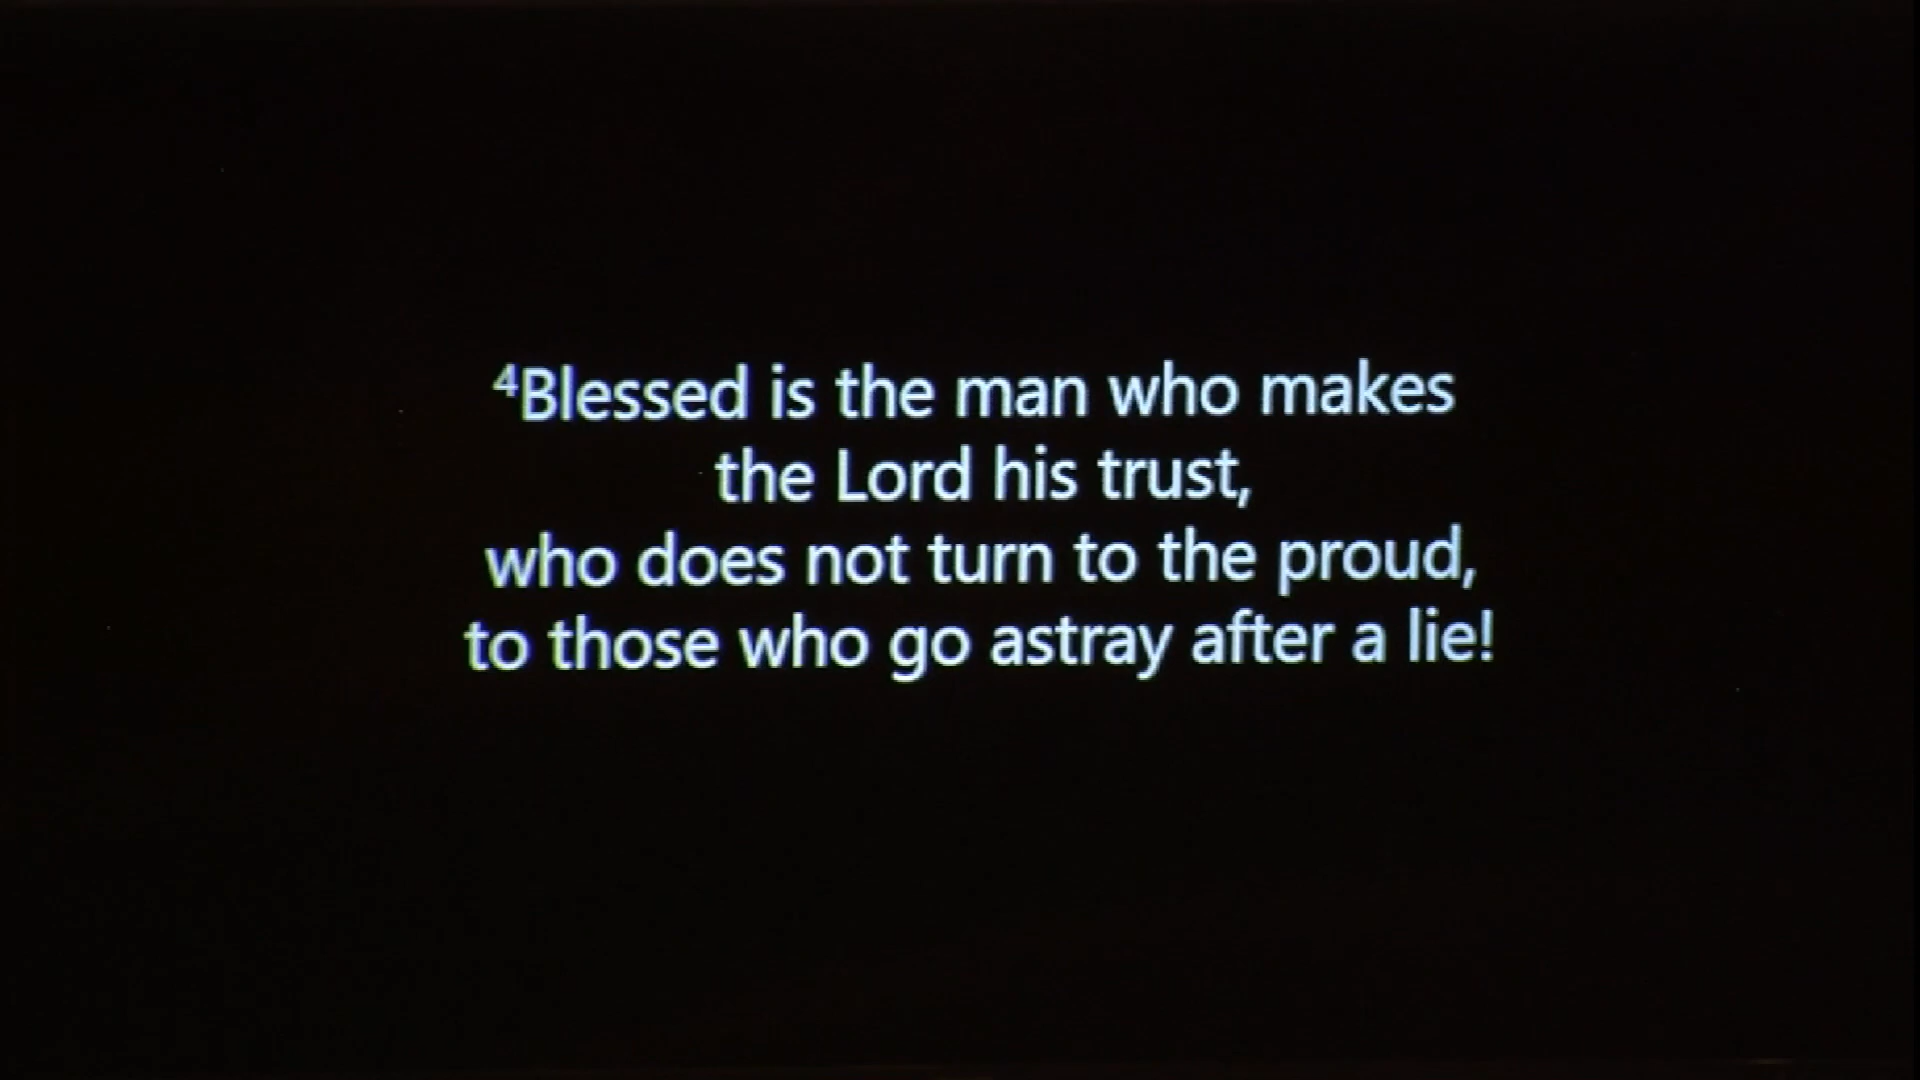 ⁴Blessed is the man who makes
the Lord his trust,
who does not turn to the proud,
to those who go astray after a lie!